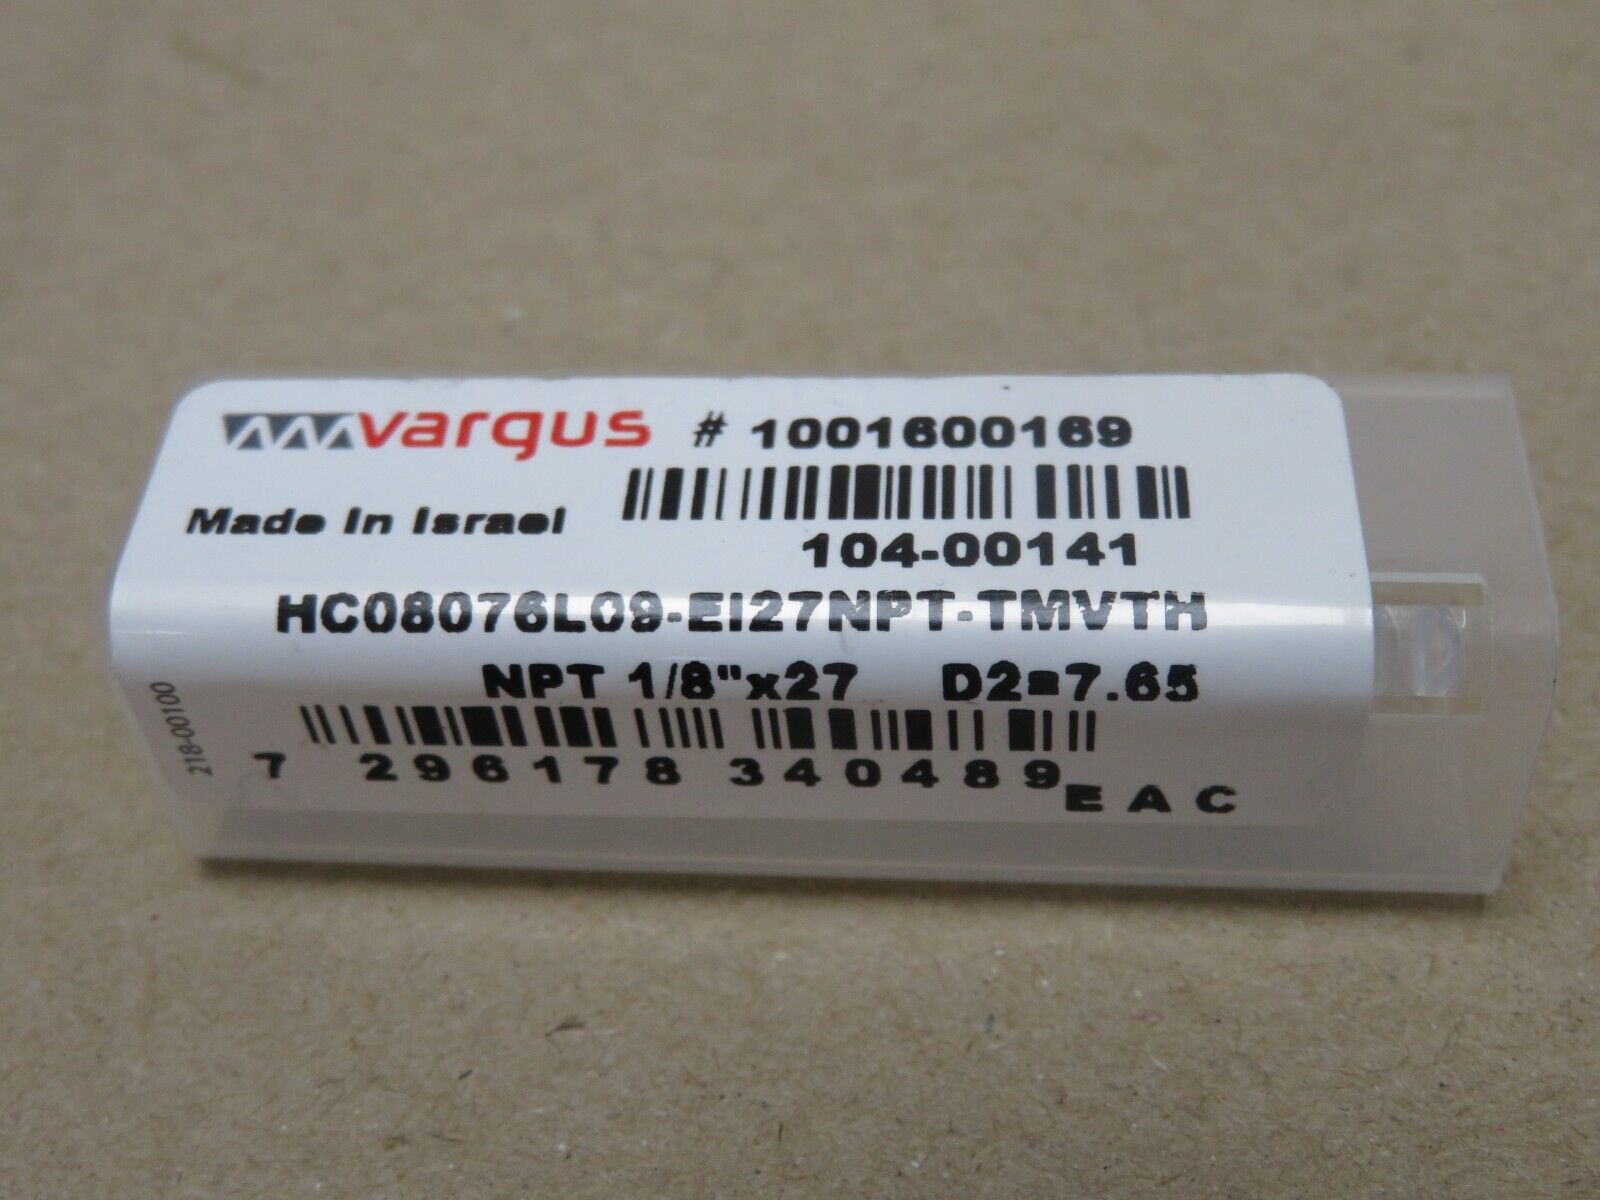 vargus # 1001600169
Made in Israel
104-00141
HC08076L09-EI27NPT-TMVTH
NPT 1/8"x27 D2=7.65
7 296178 340489
EAC
218-00100